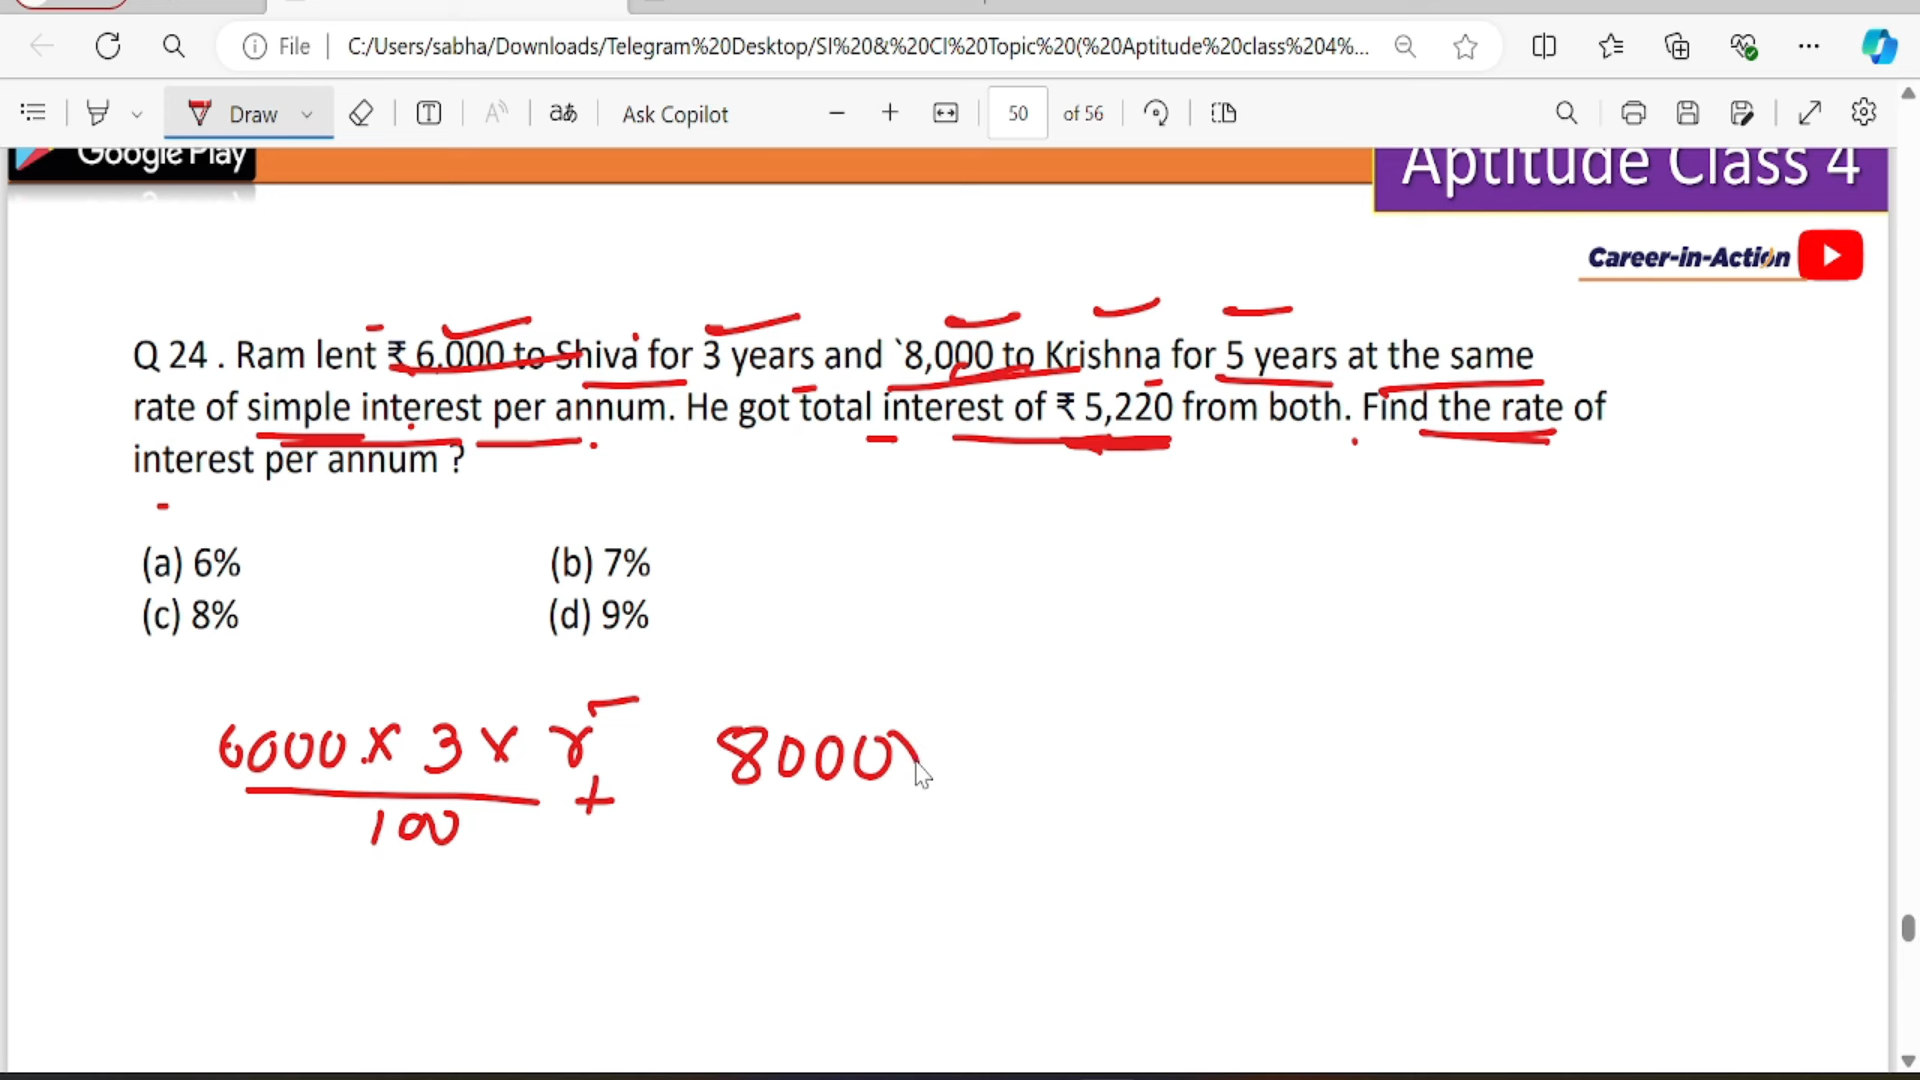 File C:/Users/sabha/Downloads/Telegram%20Desktop/SI%20&%20CI%20Topic%20(%20Aptitude%20class%204%...
Draw T A aあ Ask Copilot 50 of 56
Google Play
Aptitude Class 4
Career-in-Action
Q 24 . Ram lent ₹ 6,000 to Shiva for 3 years and `8,000 to Krishna for 5 years at the same
rate of simple interest per annum. He got total interest of ₹ 5,220 from both. Find the rate of
interest per annum ?
(a) 6% (b) 7%
(c) 8% (d) 9%
6000 x 3 x r + 8000
100